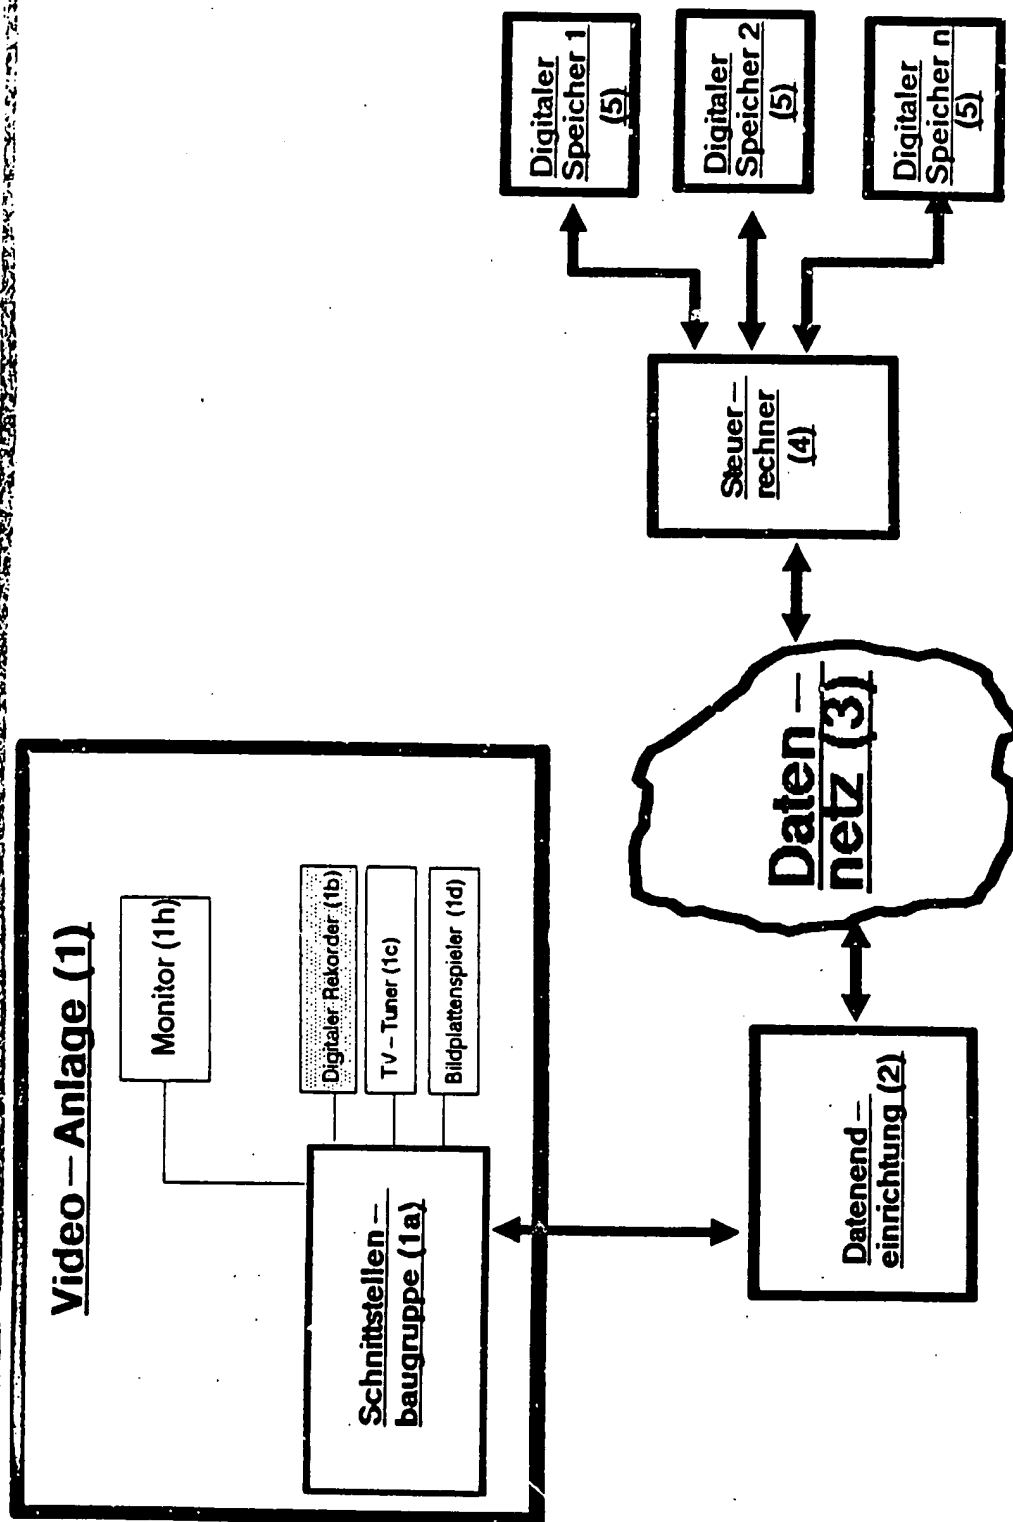 Video – Anlage (1)
Monitor (1h)
Digitaler Rekorder (1b)
TV – Tuner (1c)
Bildplattenspieler (1d)
Schnittstellen –
baugruppe (1a)
Datenend –
einrichtung (2)
Daten –
netz (3)
Steuer –
rechner
(4)
Digitaler
Speicher 1
(5)
Digitaler
Speicher 2
(5)
Digitaler
Speicher n
(5)